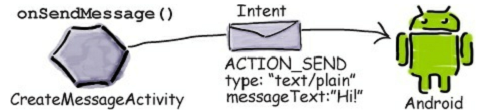 onSendMessage()
Intent
ACTION_SEND
type: "text/plain"
messageText:"Hi!"
CreateMessageActivity
Android